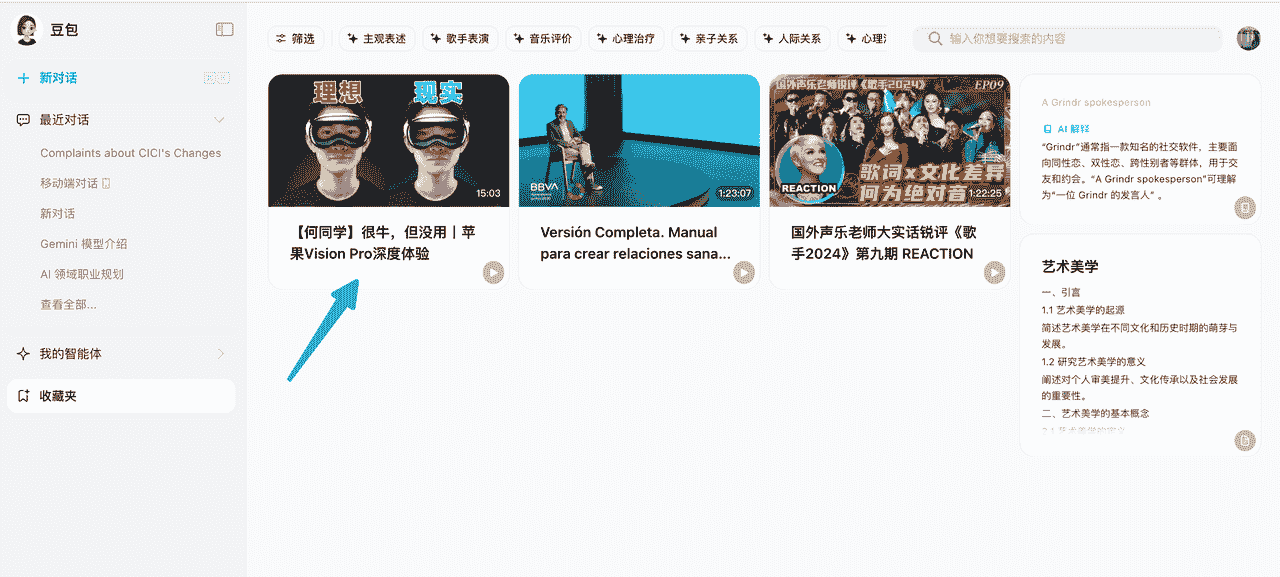 豆包
新对话
最近对话
Complaints about CICI's Changes
移动端对话
新对话
Gemini 模型介绍
AI 领域职业规划
查看全部...
我的智能体
收藏夹
筛选
主观表述
歌手表演
音乐评价
心理治疗
亲子关系
人际关系
心理
输入你想要搜索的内容
理想
现实
15:03
【何同学】很牛，但没用｜苹
果Vision Pro深度体验
BBVA
1:23:07
Versión Completa. Manual
para crear relaciones sana...
国外声乐老师说评《歌手2024》
EP09
REACTION
歌词x文化差异
何为绝对音
1:22:25
国外声乐老师大实话锐评《歌
手2024》第九期 REACTION
A Grindr spokesperson
AI 解释
“Grindr”通常指一款知名的社交软件，主要面
向同性恋、双性恋、跨性别者等群体，用于交
友和约会。“A Grindr spokesperson”可理解
为“一位 Grindr 的发言人” 。
艺术美学
一、引言
1.1 艺术美学的起源
简述艺术美学在不同文化和历史时期的萌芽与
发展。
1.2 研究艺术美学的意义
阐述对个人审美提升、文化传承以及社会发展
的重要性。
二、艺术美学的基本概念